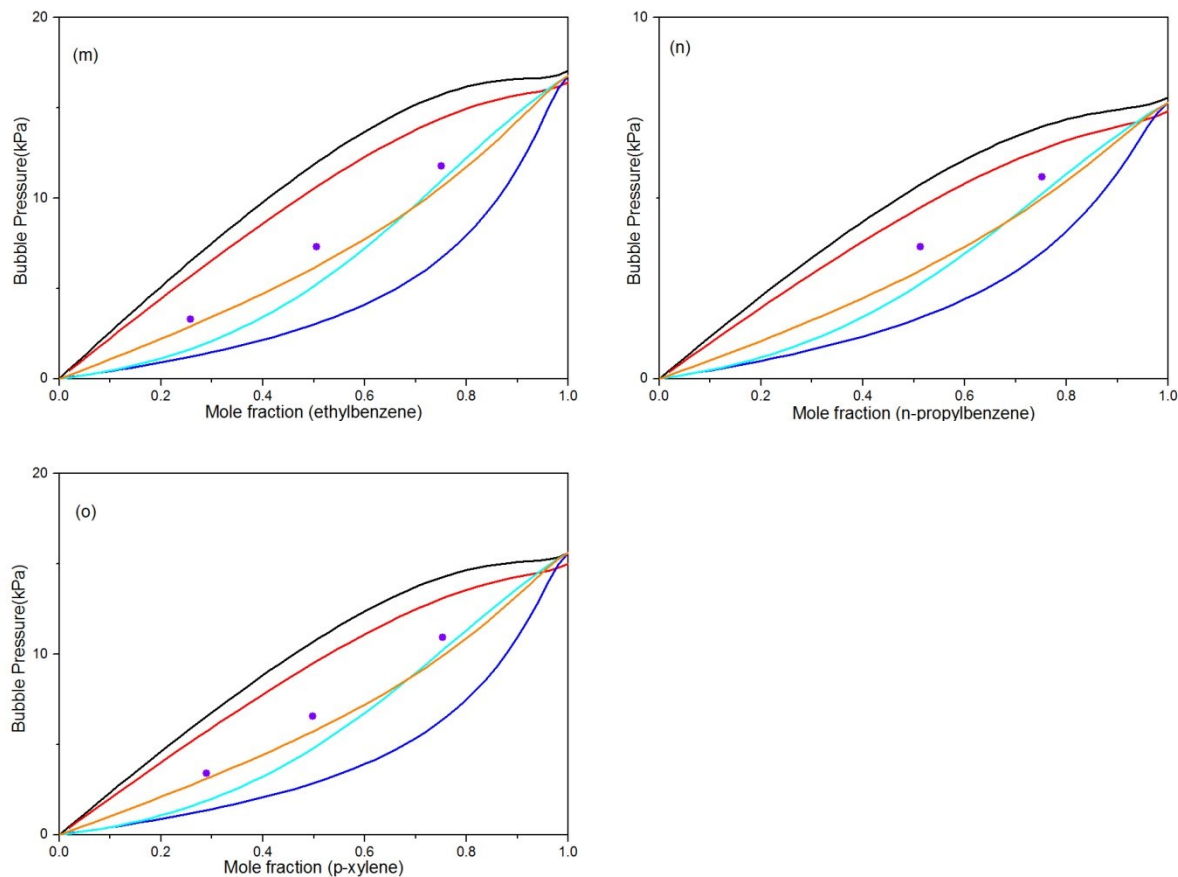 (m)
20
10
0
Bubble Pressure(kPa)
0.0 0.2 0.4 0.6 0.8 1.0
Mole fraction (ethylbenzene)
(n)
10
0
Bubble Pressure(kPa)
0.0 0.2 0.4 0.6 0.8 1.0
Mole fraction (n-propylbenzene)
(o)
20
10
0
Bubble Pressure(kPa)
0.0 0.2 0.4 0.6 0.8 1.0
Mole fraction (p-xylene)